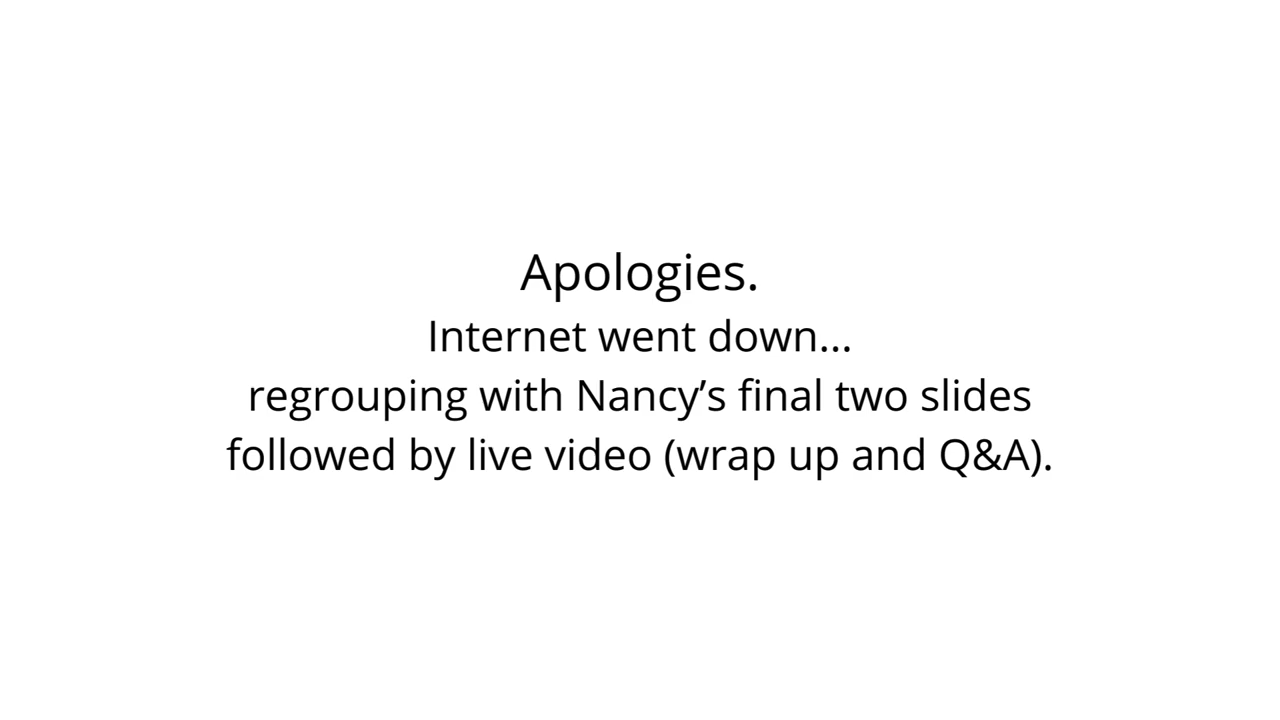 Apologies.
Internet went down...
regrouping with Nancy’s final two slides
followed by live video (wrap up and Q&A).